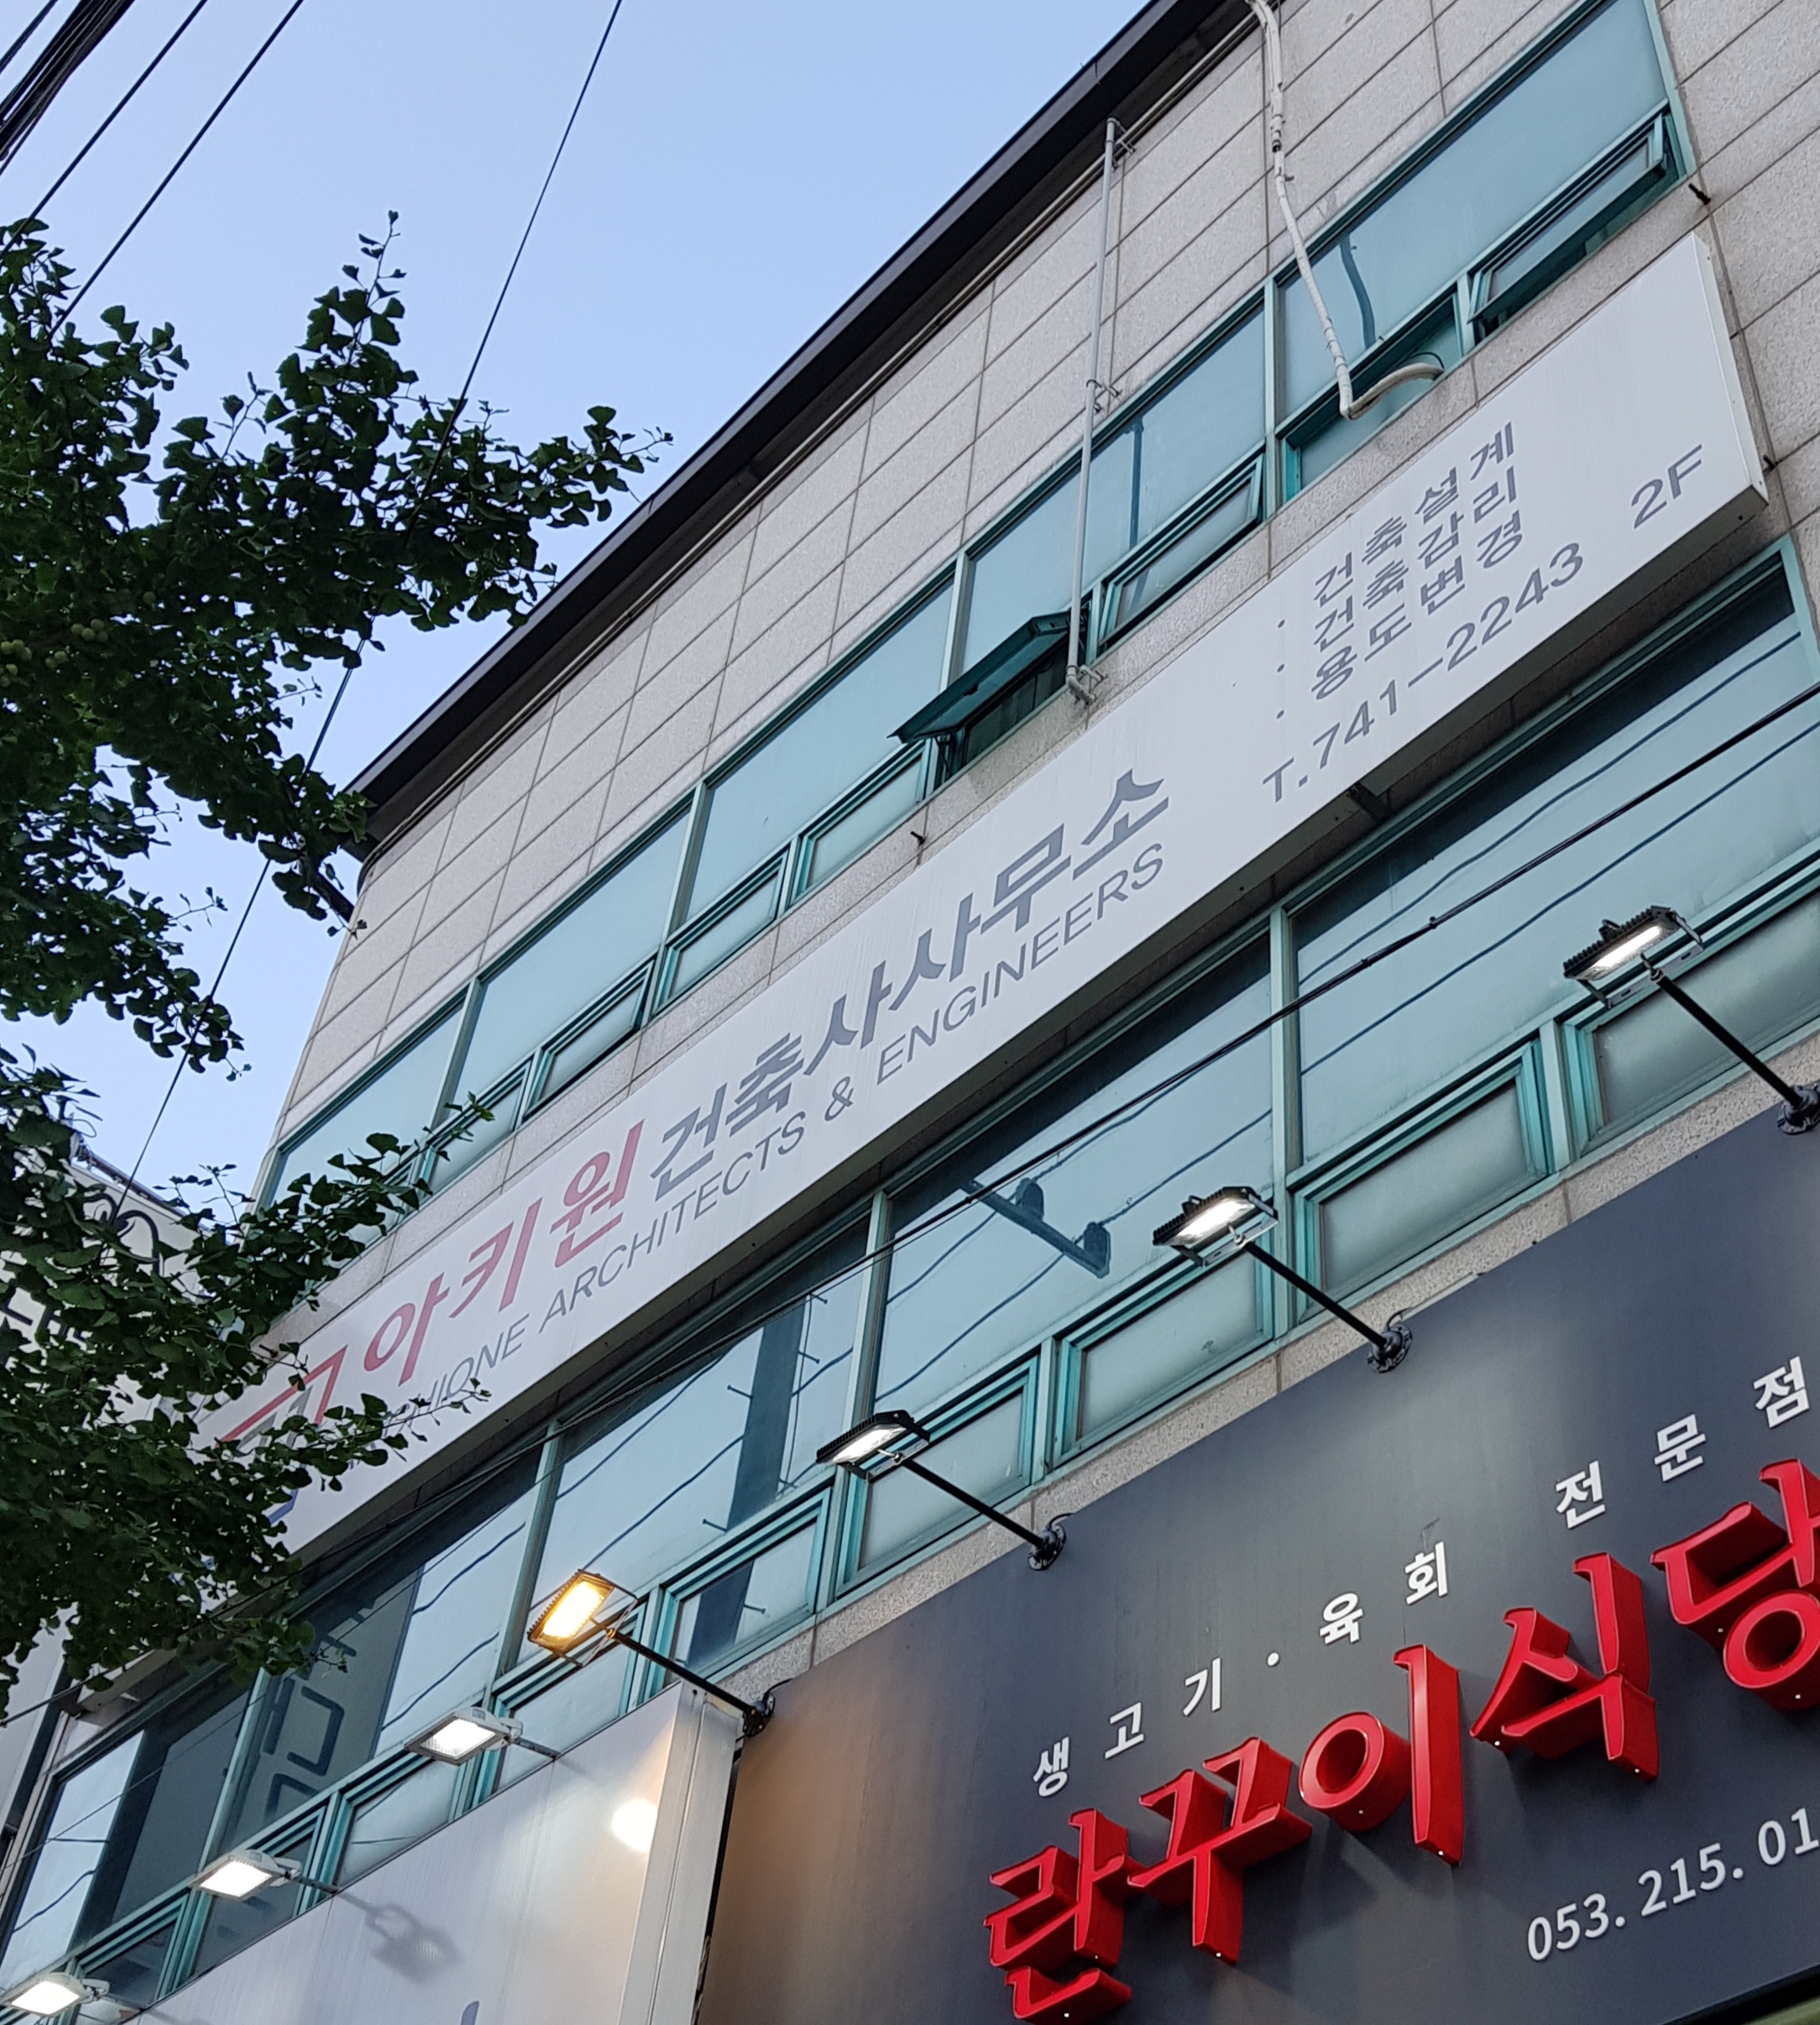 아키원 건축사사무소
ARCHITECTS & ENGINEERS
· 건축설계
· 건축감리
· 용도변경
T.741-2243
2F
생고기·육회 전문점
란꾸이식당
053.215.01